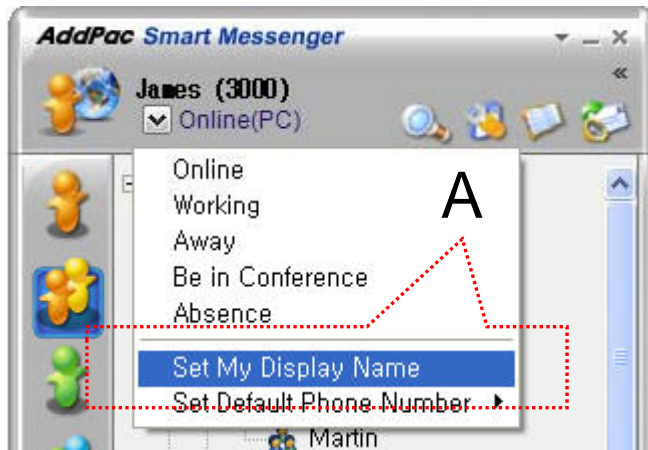 AddPac Smart Messenger
James (3000)
Online(PC)
Online
Working
Away
Be in Conference
Absence
A
Set My Display Name
Set Default Phone Number
Martin